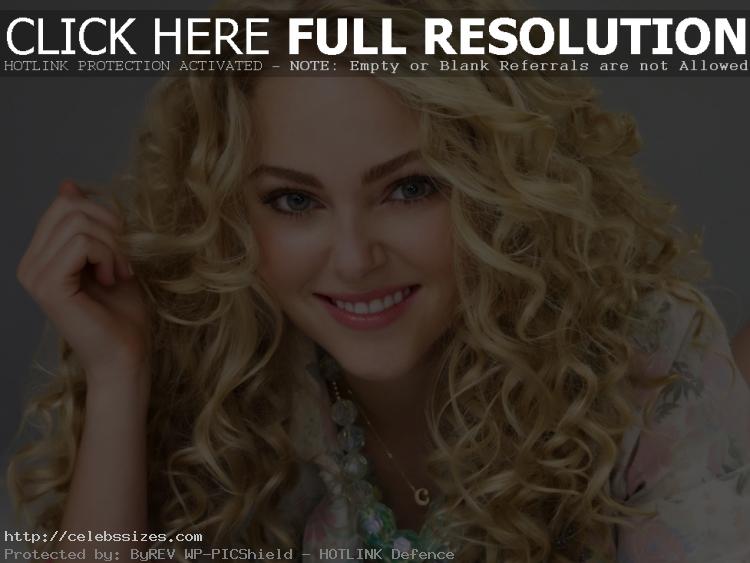 CLICK HERE FULL RESOLUTION
HOTLINK PROTECTION ACTIVATED – NOTE: Empty or Blank Referrals are not Allowed
C
http://celebssizes.com
Protected by: ByREV WP-PICShield – HOTLINK Defence